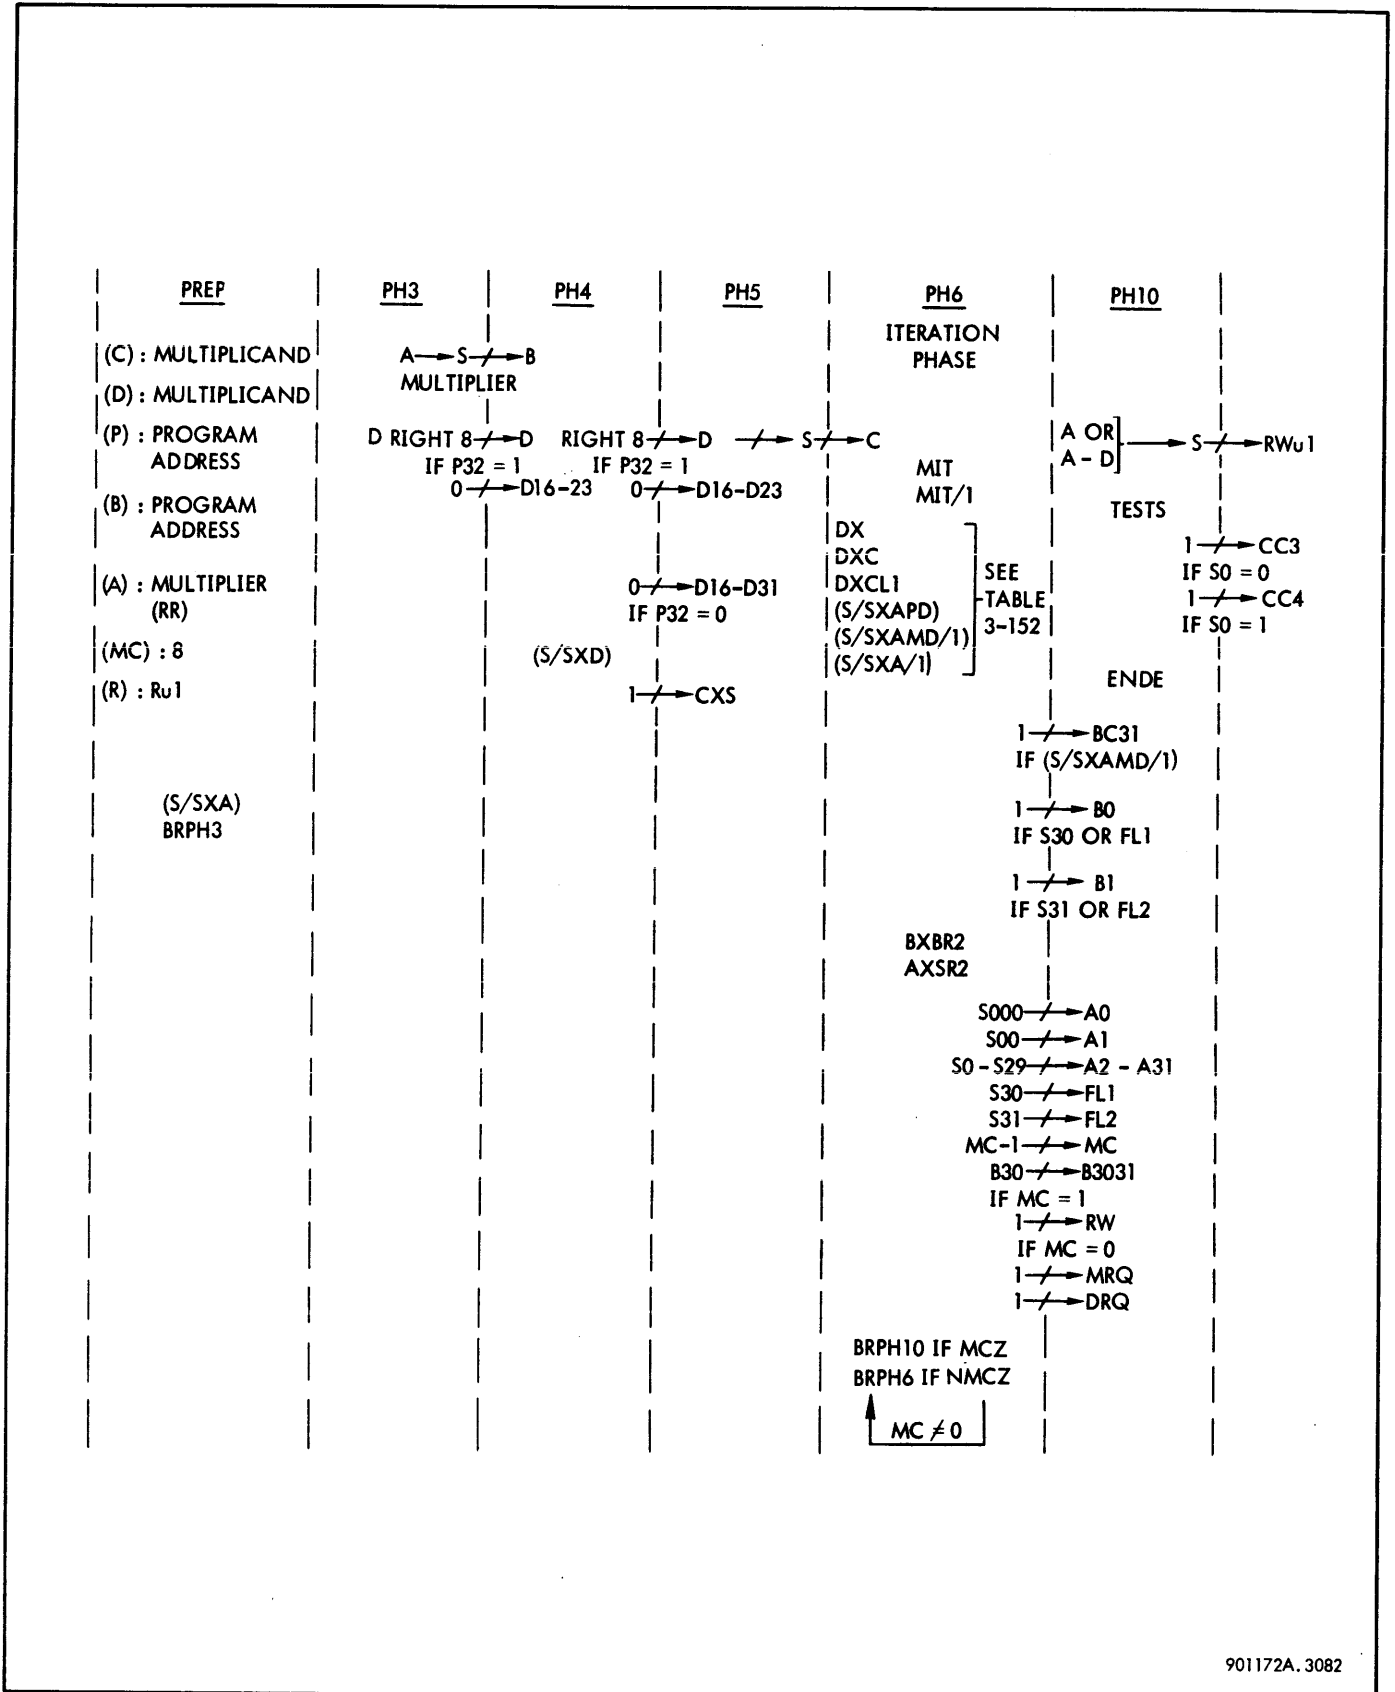 PREP PH3 PH4 PH5 PH6 PH10
ITERATION
PHASE
(C) : MULTIPLICAND
(D) : MULTIPLICAND
(P) : PROGRAM
ADDRESS
(B) : PROGRAM
ADDRESS
(A) : MULTIPLIER
(RR)
(MC) : 8
(R) : Ru1
(S/SXA)
BRPH3
A → S → B
MULTIPLIER
D RIGHT 8 → D
IF P32 = 1
0 → D16-23
RIGHT 8 → D
IF P32 = 1
0 → D16-D23
0 → D16-D31
IF P32 = 0
(S/SXD)
1 → CXS
→ S → C
MIT
MIT/1
DX
DXC
DXCL1
(S/SXAPD)
(S/SXAMD/1)
(S/SXA/1)
SEE
TABLE
3-152
1 → BC31
IF (S/SXAMD/1)
1 → B0
IF S30 OR FL1
1 → B1
IF S31 OR FL2
BXBR2
AXSR2
S000 → A0
S00 → A1
S0 - S29 → A2 - A31
S30 → FL1
S31 → FL2
MC-1 → MC
B30 → B3031
IF MC = 1
1 → RW
IF MC = 0
1 → MRQ
1 → DRQ
BRPH10 IF MCZ
BRPH6 IF NMCZ
MC ≠ 0
A OR
A - D
→ S → RWu1
TESTS
1 → CC3
IF S0 = 0
1 → CC4
IF S0 = 1
ENDE
901172A.3082